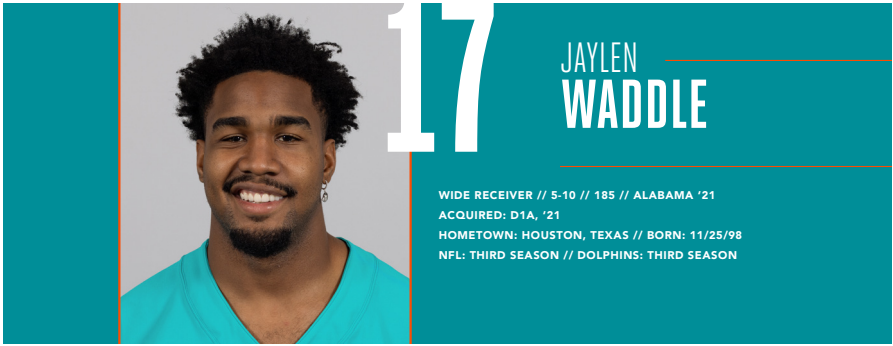 17
JAYLEN
WADDLE
WIDE RECEIVER // 5-10 // 185 // ALABAMA ’21
ACQUIRED: D1A, ’21
HOMETOWN: HOUSTON, TEXAS // BORN: 11/25/98
NFL: THIRD SEASON // DOLPHINS: THIRD SEASON